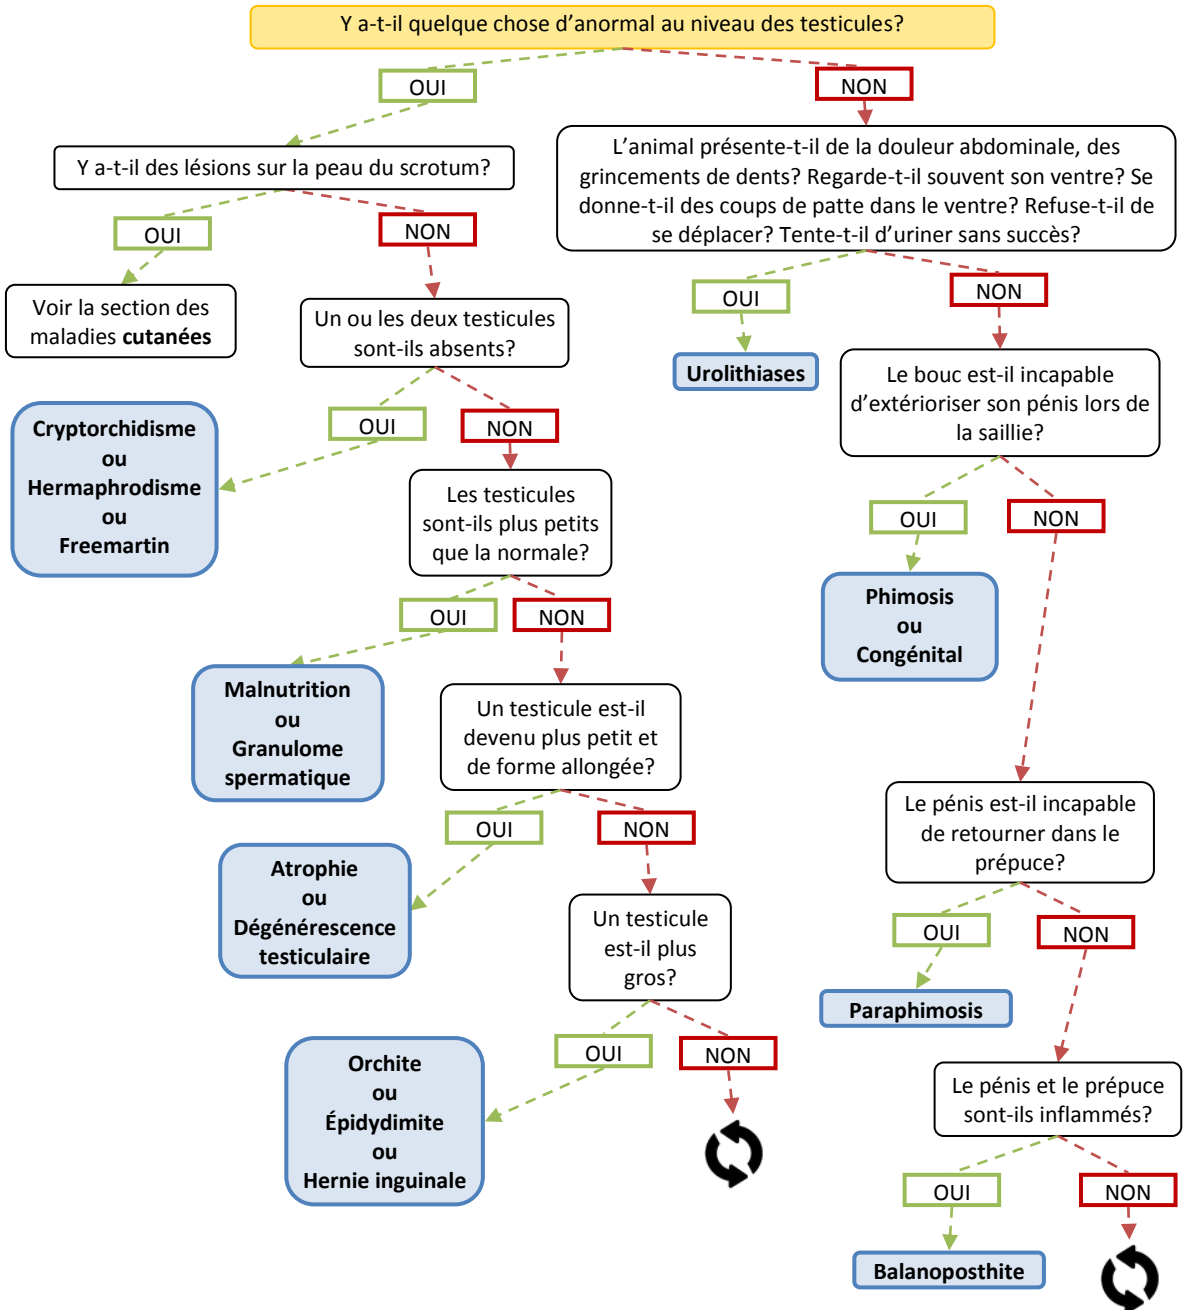 Y a-t-il quelque chose d’anormal au niveau des testicules?
OUI
NON
Y a-t-il des lésions sur la peau du scrotum?
OUI
NON
Voir la section des
maladies cutanées
Un ou les deux testicules
sont-ils absents?
OUI
NON
Cryptorchidisme
ou
Hermaphrodisme
ou
Freemartin
Les testicules
sont-ils plus petits
que la normale?
OUI
NON
Malnutrition
ou
Granulome
spermatique
Un testicule est-il
devenu plus petit et
de forme allongée?
OUI
NON
Atrophie
ou
Dégénérescence
testiculaire
Un testicule
est-il plus
gros?
OUI
NON
Orchite
ou
Épidydimite
ou
Hernie inguinale
L’animal présente-t-il de la douleur abdominale, des
grincements de dents? Regarde-t-il souvent son ventre? Se
donne-t-il des coups de patte dans le ventre? Refuse-t-il de
se déplacer? Tente-t-il d’uriner sans succès?
OUI
NON
Urolithiases
Le bouc est-il incapable
d’extérioriser son pénis lors de
la saillie?
OUI
NON
Phimosis
ou
Congénital
Le pénis est-il incapable
de retourner dans le
prépuce?
OUI
NON
Paraphimosis
Le pénis et le prépuce
sont-ils inflammés?
OUI
NON
Balanoposthite